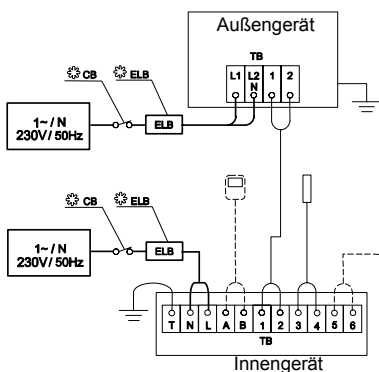 Außengerät
TB
L1 L2 N 1 2
CB ELB
1~ / N
230V/ 50Hz
ELB
CB ELB
1~ / N
230V/ 50Hz
ELB
T N L A B 1 2 3 4 5 6
TB
Innengerät